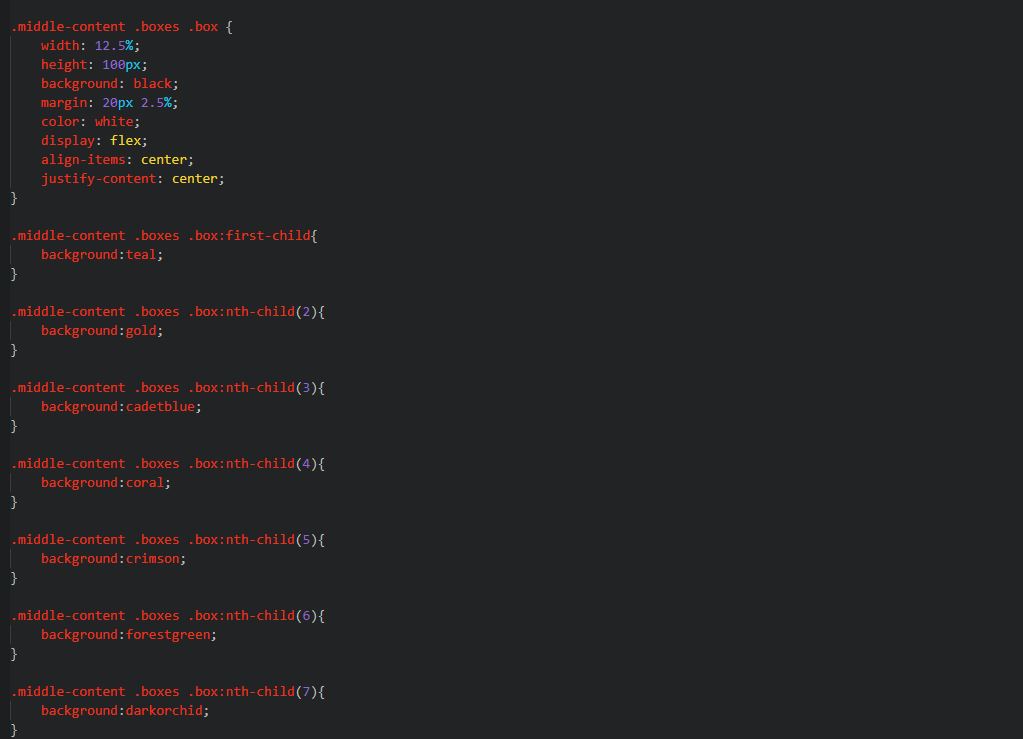 .middle-content .boxes .box {
    width: 12.5%;
    height: 100px;
    background: black;
    margin: 20px 2.5%;
    color: white;
    display: flex;
    align-items: center;
    justify-content: center;
}
.middle-content .boxes .box:first-child{
    background:teal;
}
.middle-content .boxes .box:nth-child(2){
    background:gold;
}
.middle-content .boxes .box:nth-child(3){
    background:cadetblue;
}
.middle-content .boxes .box:nth-child(4){
    background:coral;
}
.middle-content .boxes .box:nth-child(5){
    background:crimson;
}
.middle-content .boxes .box:nth-child(6){
    background:forestgreen;
}
.middle-content .boxes .box:nth-child(7){
    background:darkorchid;
}